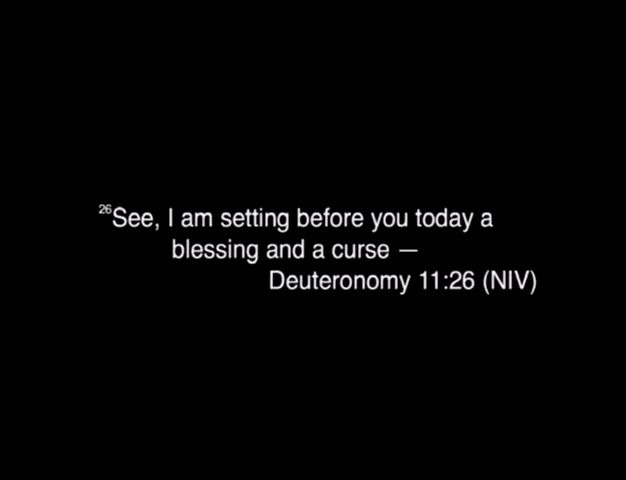 26See, I am setting before you today a
blessing and a curse —
Deuteronomy 11:26 (NIV)